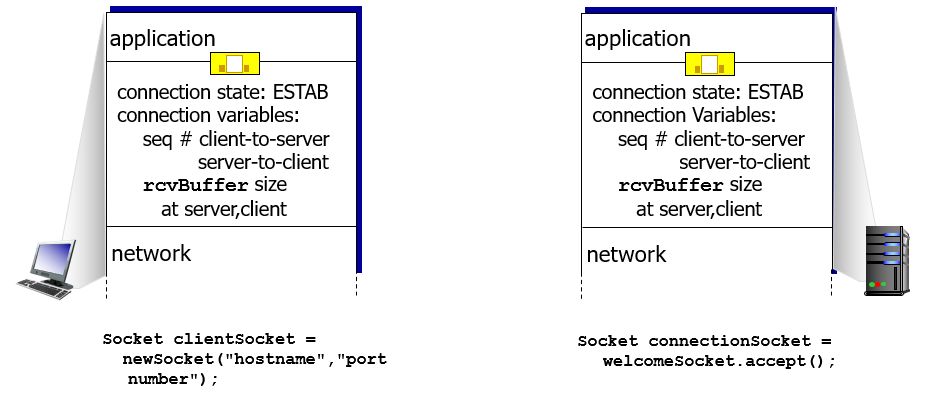 application
connection state: ESTAB
connection variables:
seq # client-to-server
server-to-client
rcvBuffer size
at server,client
network
Socket clientSocket =
newSocket("hostname","port
number");
application
connection state: ESTAB
connection Variables:
seq # client-to-server
server-to-client
rcvBuffer size
at server,client
network
Socket connectionSocket =
welcomeSocket.accept();